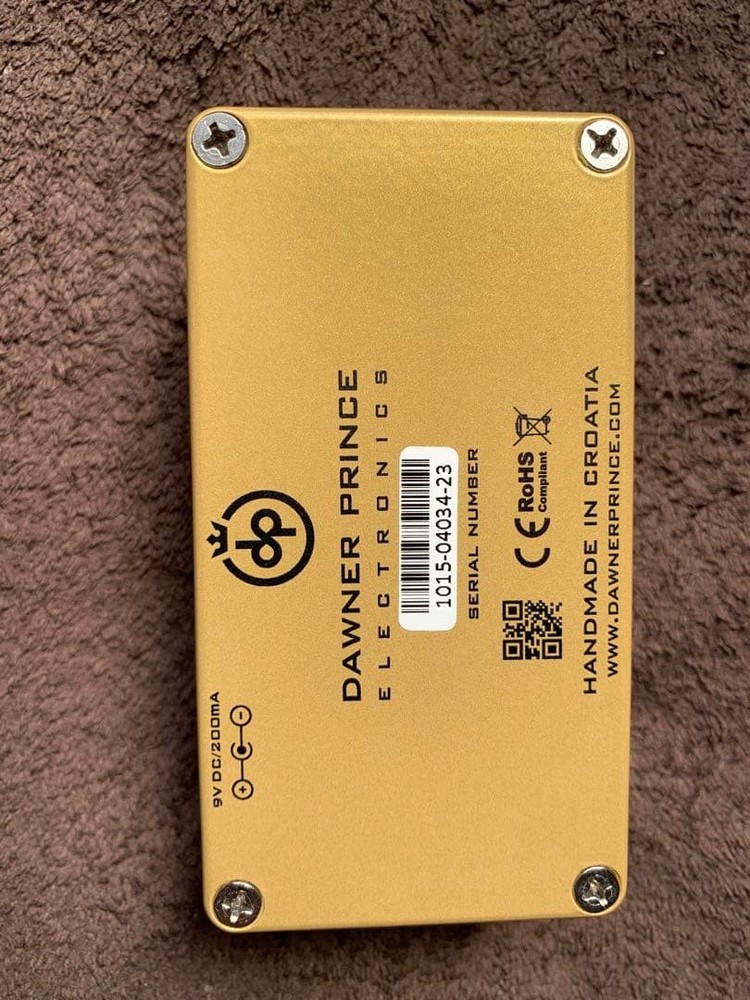 9V DC/200mA
+ -
dp
DAWNER PRINCE
ELECTRONICS
1015-04034-23
SERIAL NUMBER
CE RoHS
Compliant
HANDMADE IN CROATIA
WWW.DAWNERPRINCE.COM